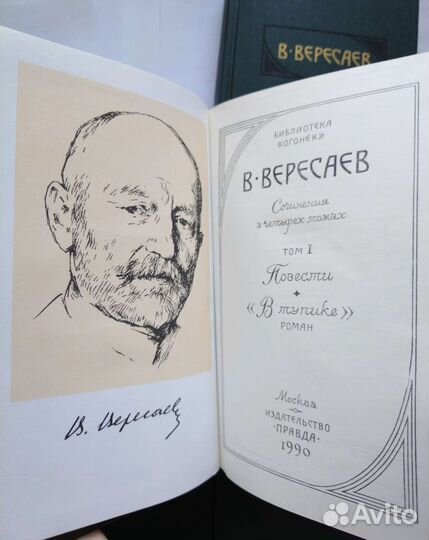 В·ВЕРЕСАЕВ
В. Вересаев
БИБЛИОТЕКА
«ОГОНЕК»
В·ВЕРЕСАЕВ
Сочинения
в четырех томах
ТОМ I
Повести
«В тупике»
РОМАН
Москва
ИЗДАТЕЛЬСТВО
·ПРАВДА·
1990
Avito